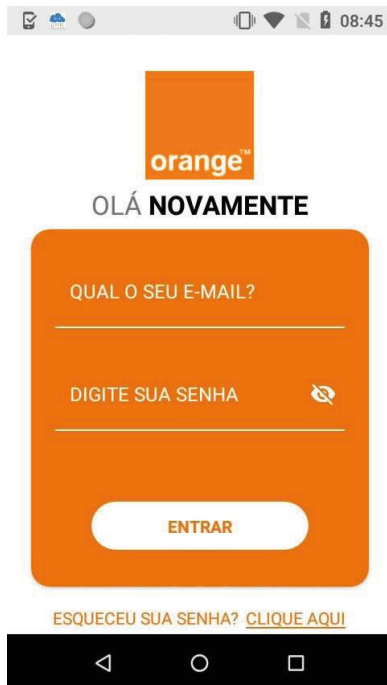 08:45
orange™
OLÁ NOVAMENTE
QUAL O SEU E-MAIL?
DIGITE SUA SENHA
ENTRAR
ESQUECEU SUA SENHA? CLIQUE AQUI